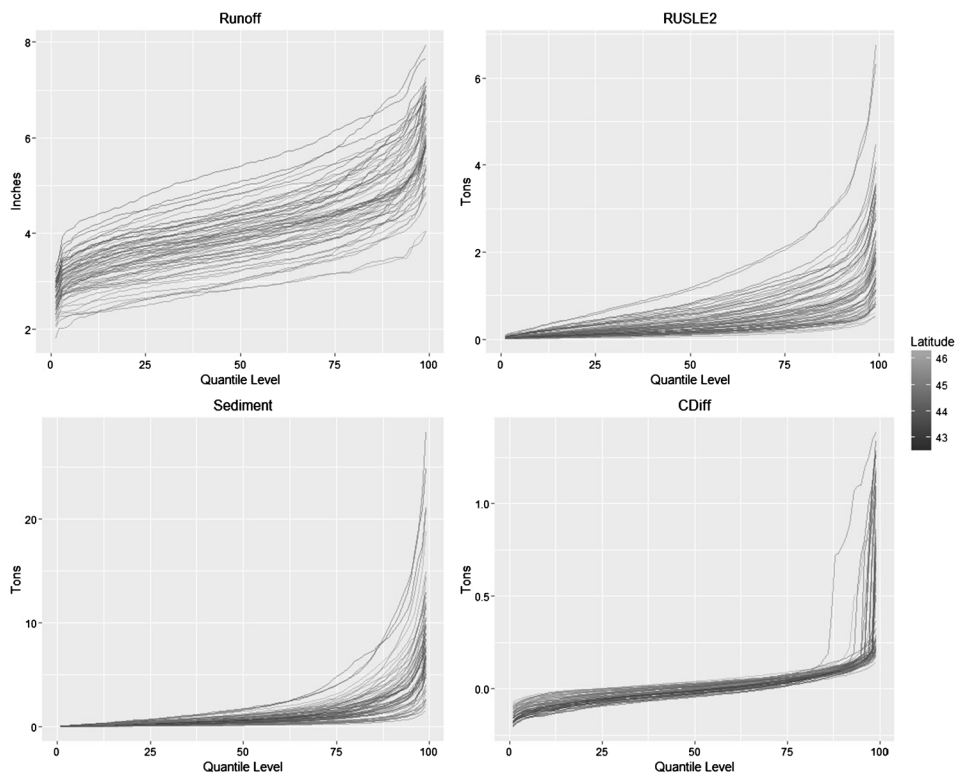 Runoff
8
6
4
2
Inches
0 25 50 75 100
Quantile Level
RUSLE2
6
4
2
0
Tons
0 25 50 75 100
Quantile Level
Sediment
20
10
0
Tons
0 25 50 75 100
Quantile Level
CDiff
1.0
0.5
0.0
Tons
0 25 50 75 100
Quantile Level
Latitude
46
45
44
43